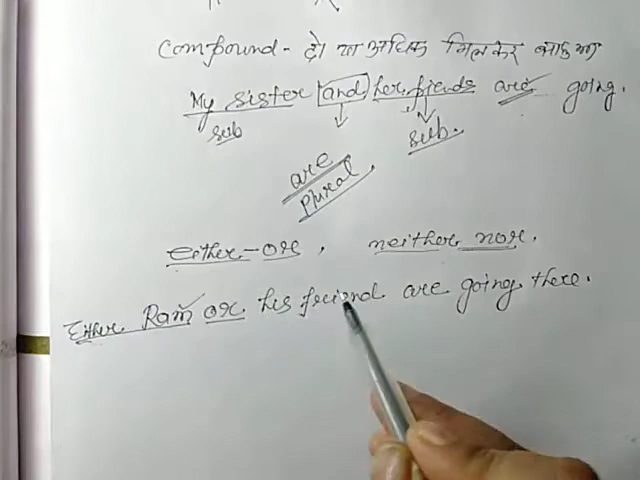 Compound - दो या अधिक मिलकर
My sister and her fiends are going.
sub
sub.
are
Plural.
either-or, neither nor.
Either Ram or his friend are going there.